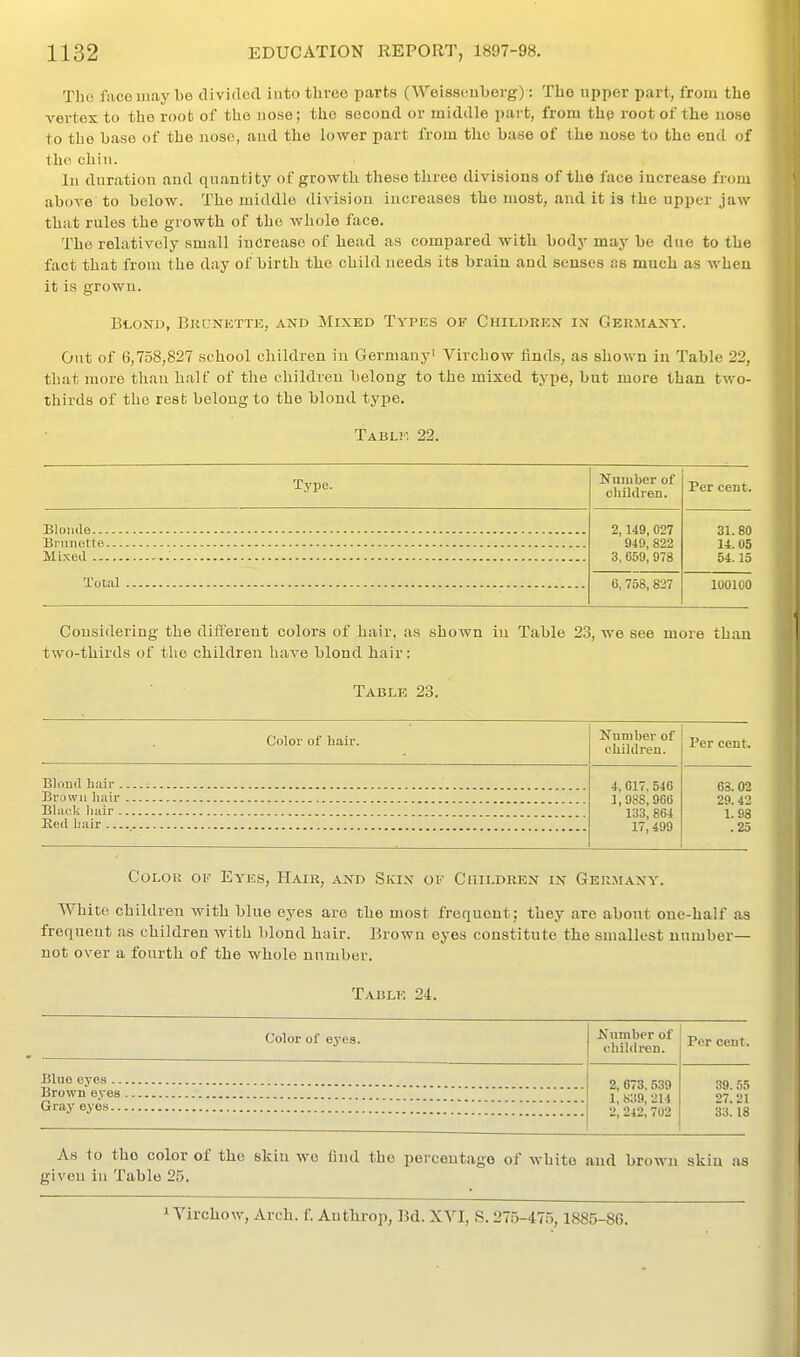 1132 EDUCATION REPORT, 1897-98.
The face may be divided into three parts (Weissenberg): The upper part, from the
vertex to the root of the nose; the second or middle part, from the root of the nose
to the base of the nose, and the lower part from the base of the nose to the end of
the chin.
In duration and quantity of growth these three divisions of the face increase from
above to below. The middle division increases the most, and it is the upper jaw
that rules the growth of the whole face.
The relatively small increase of head as compared with body may be due to the
fact that from the day of birth the child needs its brain and senses as much as when
it is grown.
BLOND, BRUNETTE, AND MIXED TYPES OF CHILDREN IN GERMANY.
Out of 6,758,827 school children in Germany¹ Virchow finds, as shown in Table 22,
that more than half of the children belong to the mixed type, but more than two-
thirds of the rest belong to the blond type.
TABLE 22.
Type. Number of children. Per cent.
Blonde 2,149,027 31.80
Brunette 949,822 14.05
Mixed 3,659,978 54.15
Total 6,758,827 100100
Considering the different colors of hair, as shown in Table 23, we see more than
two-thirds of the children have blond hair:
TABLE 23.
Color of hair. Number of children. Per cent.
Blond hair 4,617,546 63.02
Brown hair 1,988,966 29.42
Black hair 133,864 1.98
Red hair 17,499 .25
COLOR OF EYES, HAIR, AND SKIN OF CHILDREN IN GERMANY.
White children with blue eyes are the most frequent; they are about one-half as
frequent as children with blond hair. Brown eyes constitute the smallest number—
not over a fourth of the whole number.
TABLE 24.
Color of eyes. Number of children. Per cent.
Blue eyes 2,673,539 39.55
Brown eyes 1,839,214 27.21
Gray eyes 2,242,702 33.18
As to the color of the skin we find the percentage of white and brown skin as
given in Table 25.
¹ Virchow, Arch. f. Anthrop, Bd. XVI, S. 275-475, 1885-86.